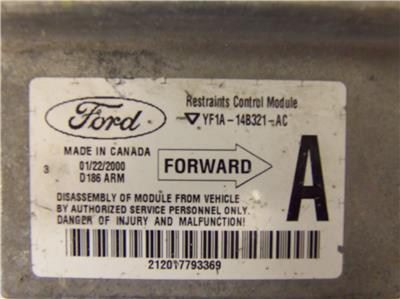 Ford
Restraints Control Module
YF1A-14B321-AC
MADE IN CANADA
01/22/2000
3
D186 ARM
FORWARD
A
DISASSEMBLY OF MODULE FROM VEHICLE
BY AUTHORIZED SERVICE PERSONNEL ONLY.
DANGER OF INJURY AND MALFUNCTION!
212017793369